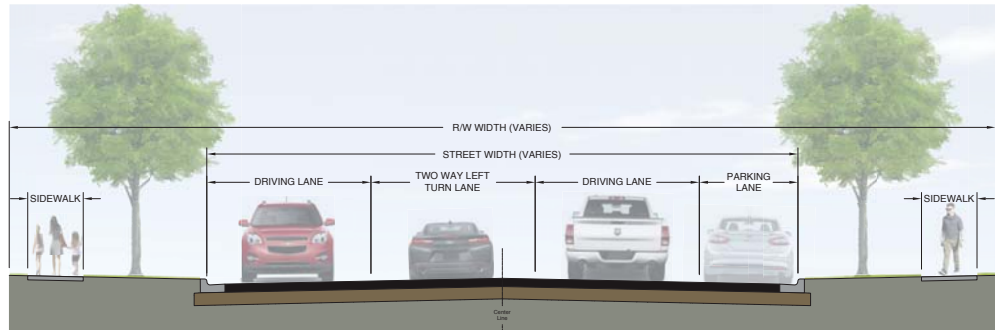 R/W WIDTH (VARIES)
STREET WIDTH (VARIES)
DRIVING LANE
TWO WAY LEFT
TURN LANE
DRIVING LANE
PARKING
LANE
SIDEWALK
SIDEWALK
Center
Line